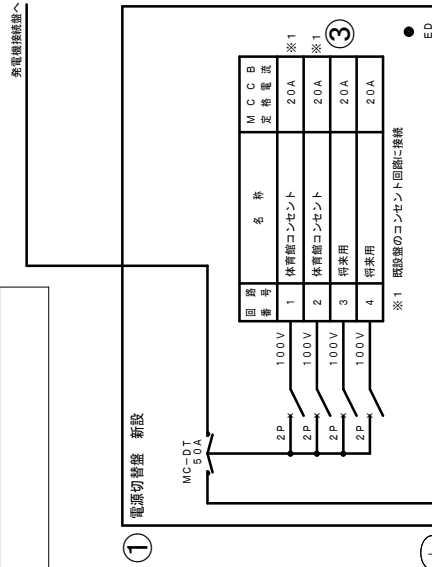 発電機接続盤へ
①
電源切替盤 新設
MC-DT
50A
回路番号 名称 MCCB定格電流
2P 100V 1 体育館コンセント 20A ※1
2P 100V 2 体育館コンセント 20A ※1
2P 100V 3 将来用 20A
2P 100V 4 将来用 20A
③
※1 既設盤のコンセント回路に接続
ED